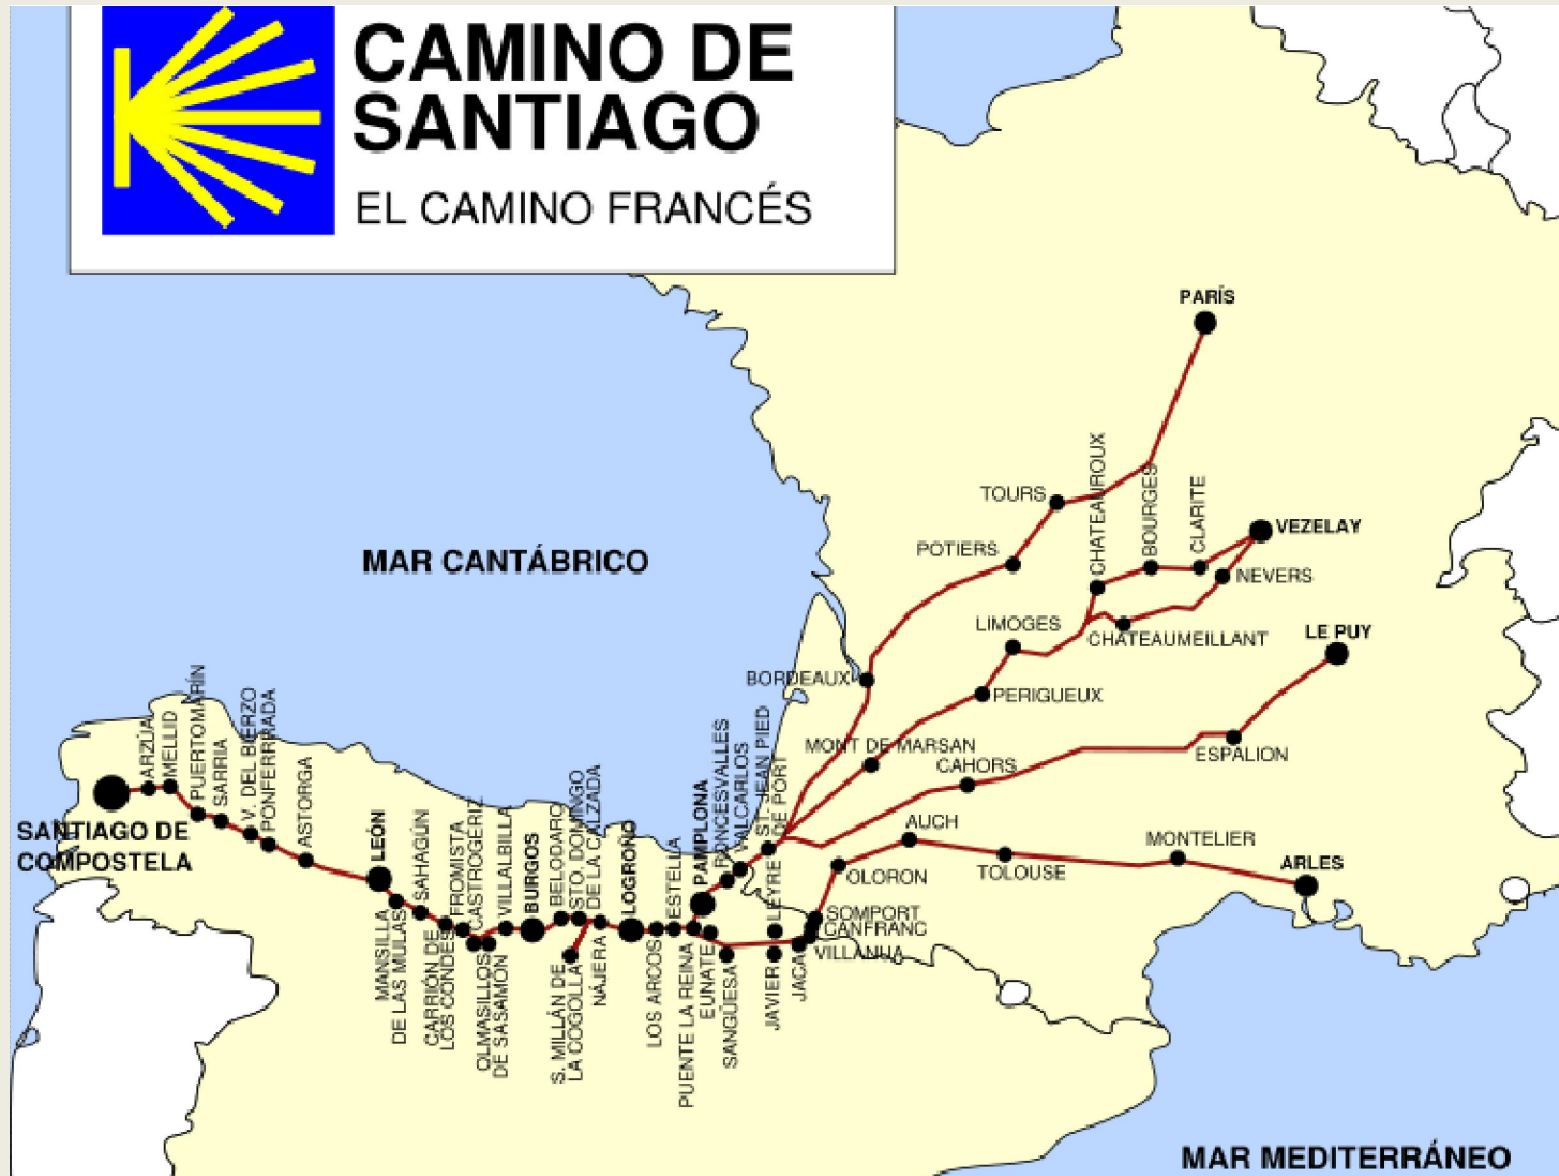 CAMINO DE
SANTIAGO
EL CAMINO FRANCÉS
PARÍS
TOURS
CHATEAUROUX
BOURGES
CLARITE
VEZELAY
POTIERS
NEVERS
LIMOGES
CHATEAUMEILLANT
LE PUY
MAR CANTÁBRICO
BORDEAUX
PERIGUEUX
MONT DE MARSAN
CAHORS
ESPALION
AUCH
MONTELIER
ARLES
OLORON
TOLOUSE
SOMPORT
CANFRANC
VILLANUA
SANTIAGO DE
COMPOSTELA
ARZÚA
MELLID
PUERTOMARÍN
SARRIA
V. DEL BIERZO
PONFERRRADA
ASTORGA
LEÓN
MANSILLA
DE LAS MULAS
SAHAGÚN
CARRIÓN DE
LOS CONDES
FROMISTA
CASTROGERIZ
OLMASILLOS
DE SASAMÓN
VILLALBILLA
BURGOS
BELODARO
S. MILLÁN DE
LA COGOLLA
STO. DOMINGO
DE LA CALZADA
NÁJERA
LOGROÑO
LOS ARCOS
ESTELLA
PUENTE LA REINA
EUNATE
PAMPLONA
SANGÜESA
RONCESVALLES
VALCARLOS
ST. JEAN PIED
DE PORT
LEYRE
JAVIER
JACA
MAR MEDITERRÁNEO